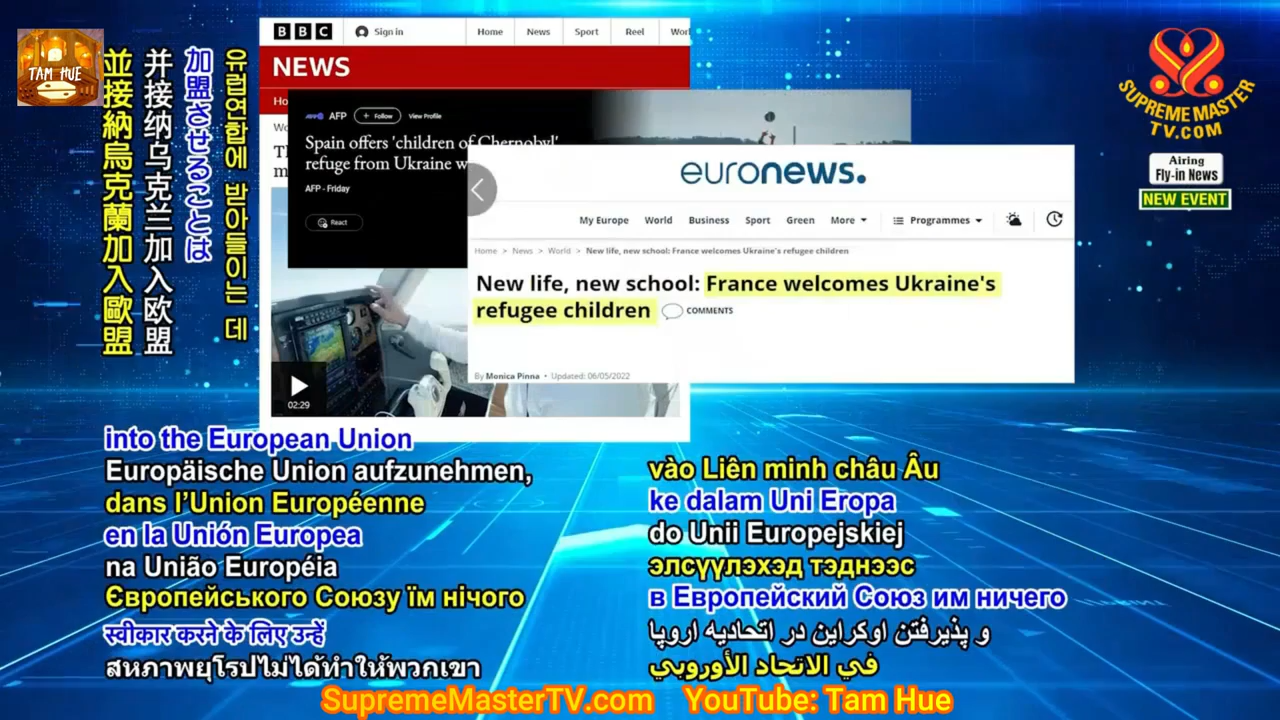 TAM HUE
並接納烏克蘭加入歐盟
并接纳乌克兰加入欧盟
加盟させることは
유럽연합에 받아들이는 데
BBC
Sign in
Home
News
Sport
Reel
NEWS
AFP
+ Follow
View Profile
Spain offers 'children of Chernobyl'
refuge from Ukraine w
AFP - Friday
React
02:29
euronews.
My Europe
World
Business
Sport
Green
More
Programmes
Home > News > World > New life, new school: France welcomes Ukraine's refugee children
New life, new school: France welcomes Ukraine's
refugee children
COMMENTS
By Monica Pinna • Updated: 06/05/2022
SUPREME MASTER
TV.COM
Airing
Fly-in News
NEW EVENT
into the European Union
Europäische Union aufzunehmen,
dans l'Union Européenne
en la Unión Europea
na União Européia
Європейського Союзу їм нічого
स्वीकार करने के लिए उन्हें
สหภาพยุโรปไม่ได้ทำให้พวกเขา
vào Liên minh châu Âu
ke dalam Uni Eropa
do Unii Europejskiej
элсүүлэхэд тэднээс
в Европейский Союз им ничего
و پذیرفتن اوکراین در اتحادیه اروپا
في الاتحاد الأوروبي
SupremeMasterTV.com YouTube: Tam Hue